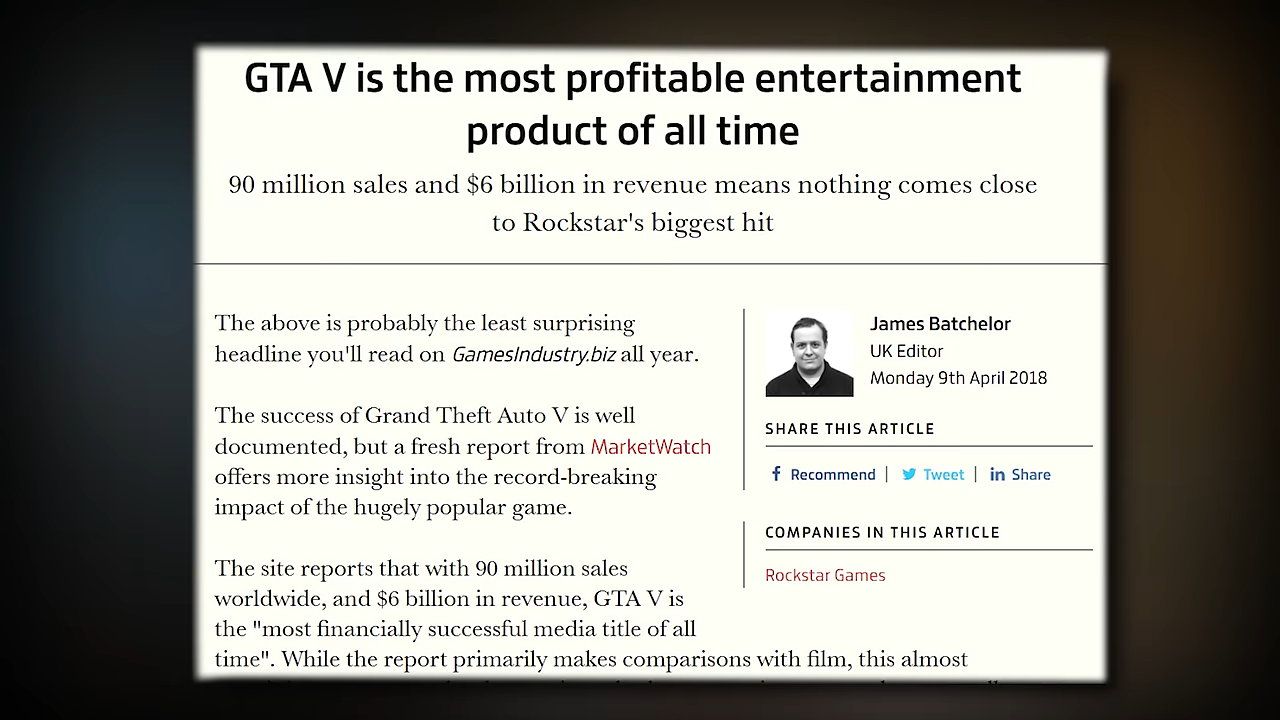 GTA V is the most profitable entertainment
product of all time
90 million sales and $6 billion in revenue means nothing comes close
to Rockstar's biggest hit
The above is probably the least surprising
headline you'll read on GamesIndustry.biz all year.
The success of Grand Theft Auto V is well
documented, but a fresh report from MarketWatch
offers more insight into the record-breaking
impact of the hugely popular game.
The site reports that with 90 million sales
worldwide, and $6 billion in revenue, GTA V is
the "most financially successful media title of all
time". While the report primarily makes comparisons with film, this almost
James Batchelor
UK Editor
Monday 9th April 2018
SHARE THIS ARTICLE
Recommend | Tweet | Share
COMPANIES IN THIS ARTICLE
Rockstar Games